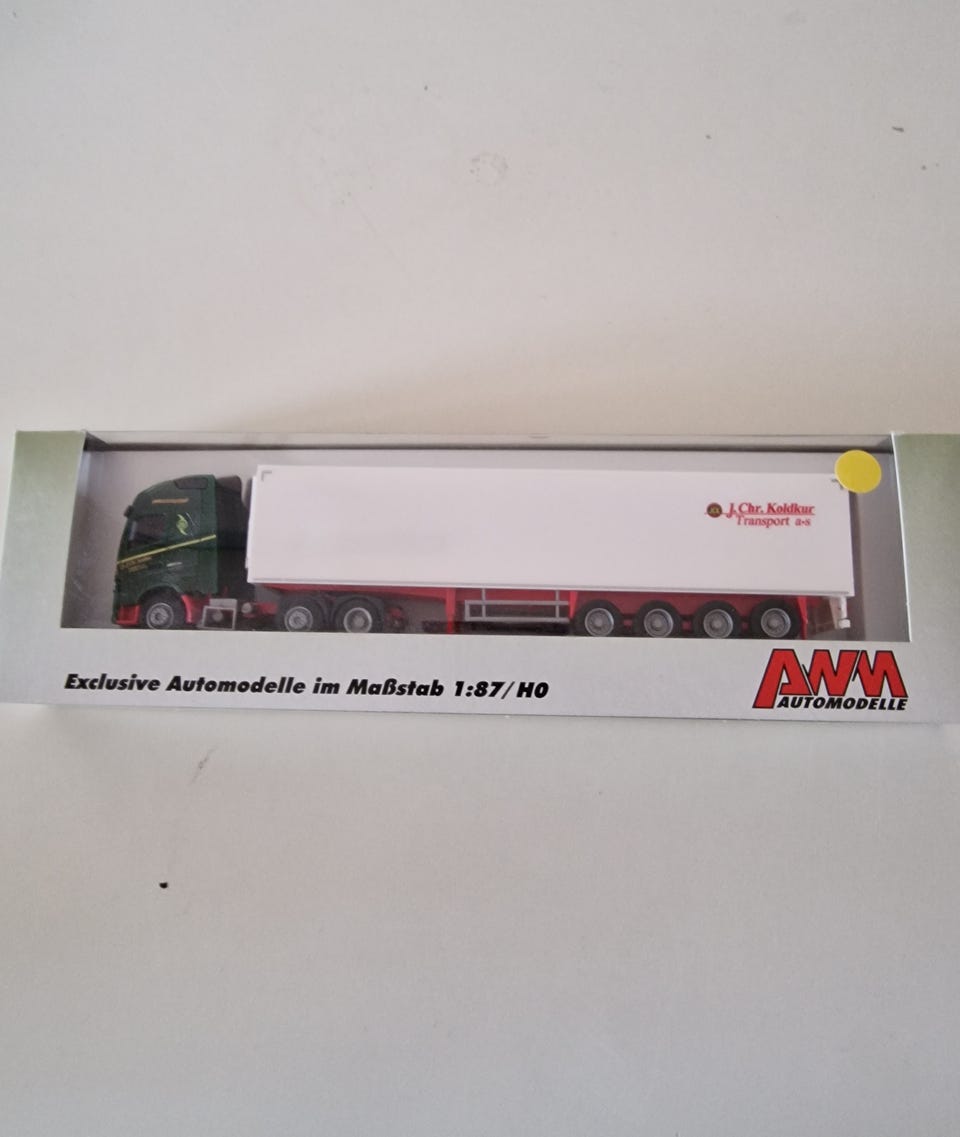 J. Chr. Koldkur
Transport a-s
Exclusive Automodelle im Maßstab 1:87/H0
AWM
AUTOMODELLE